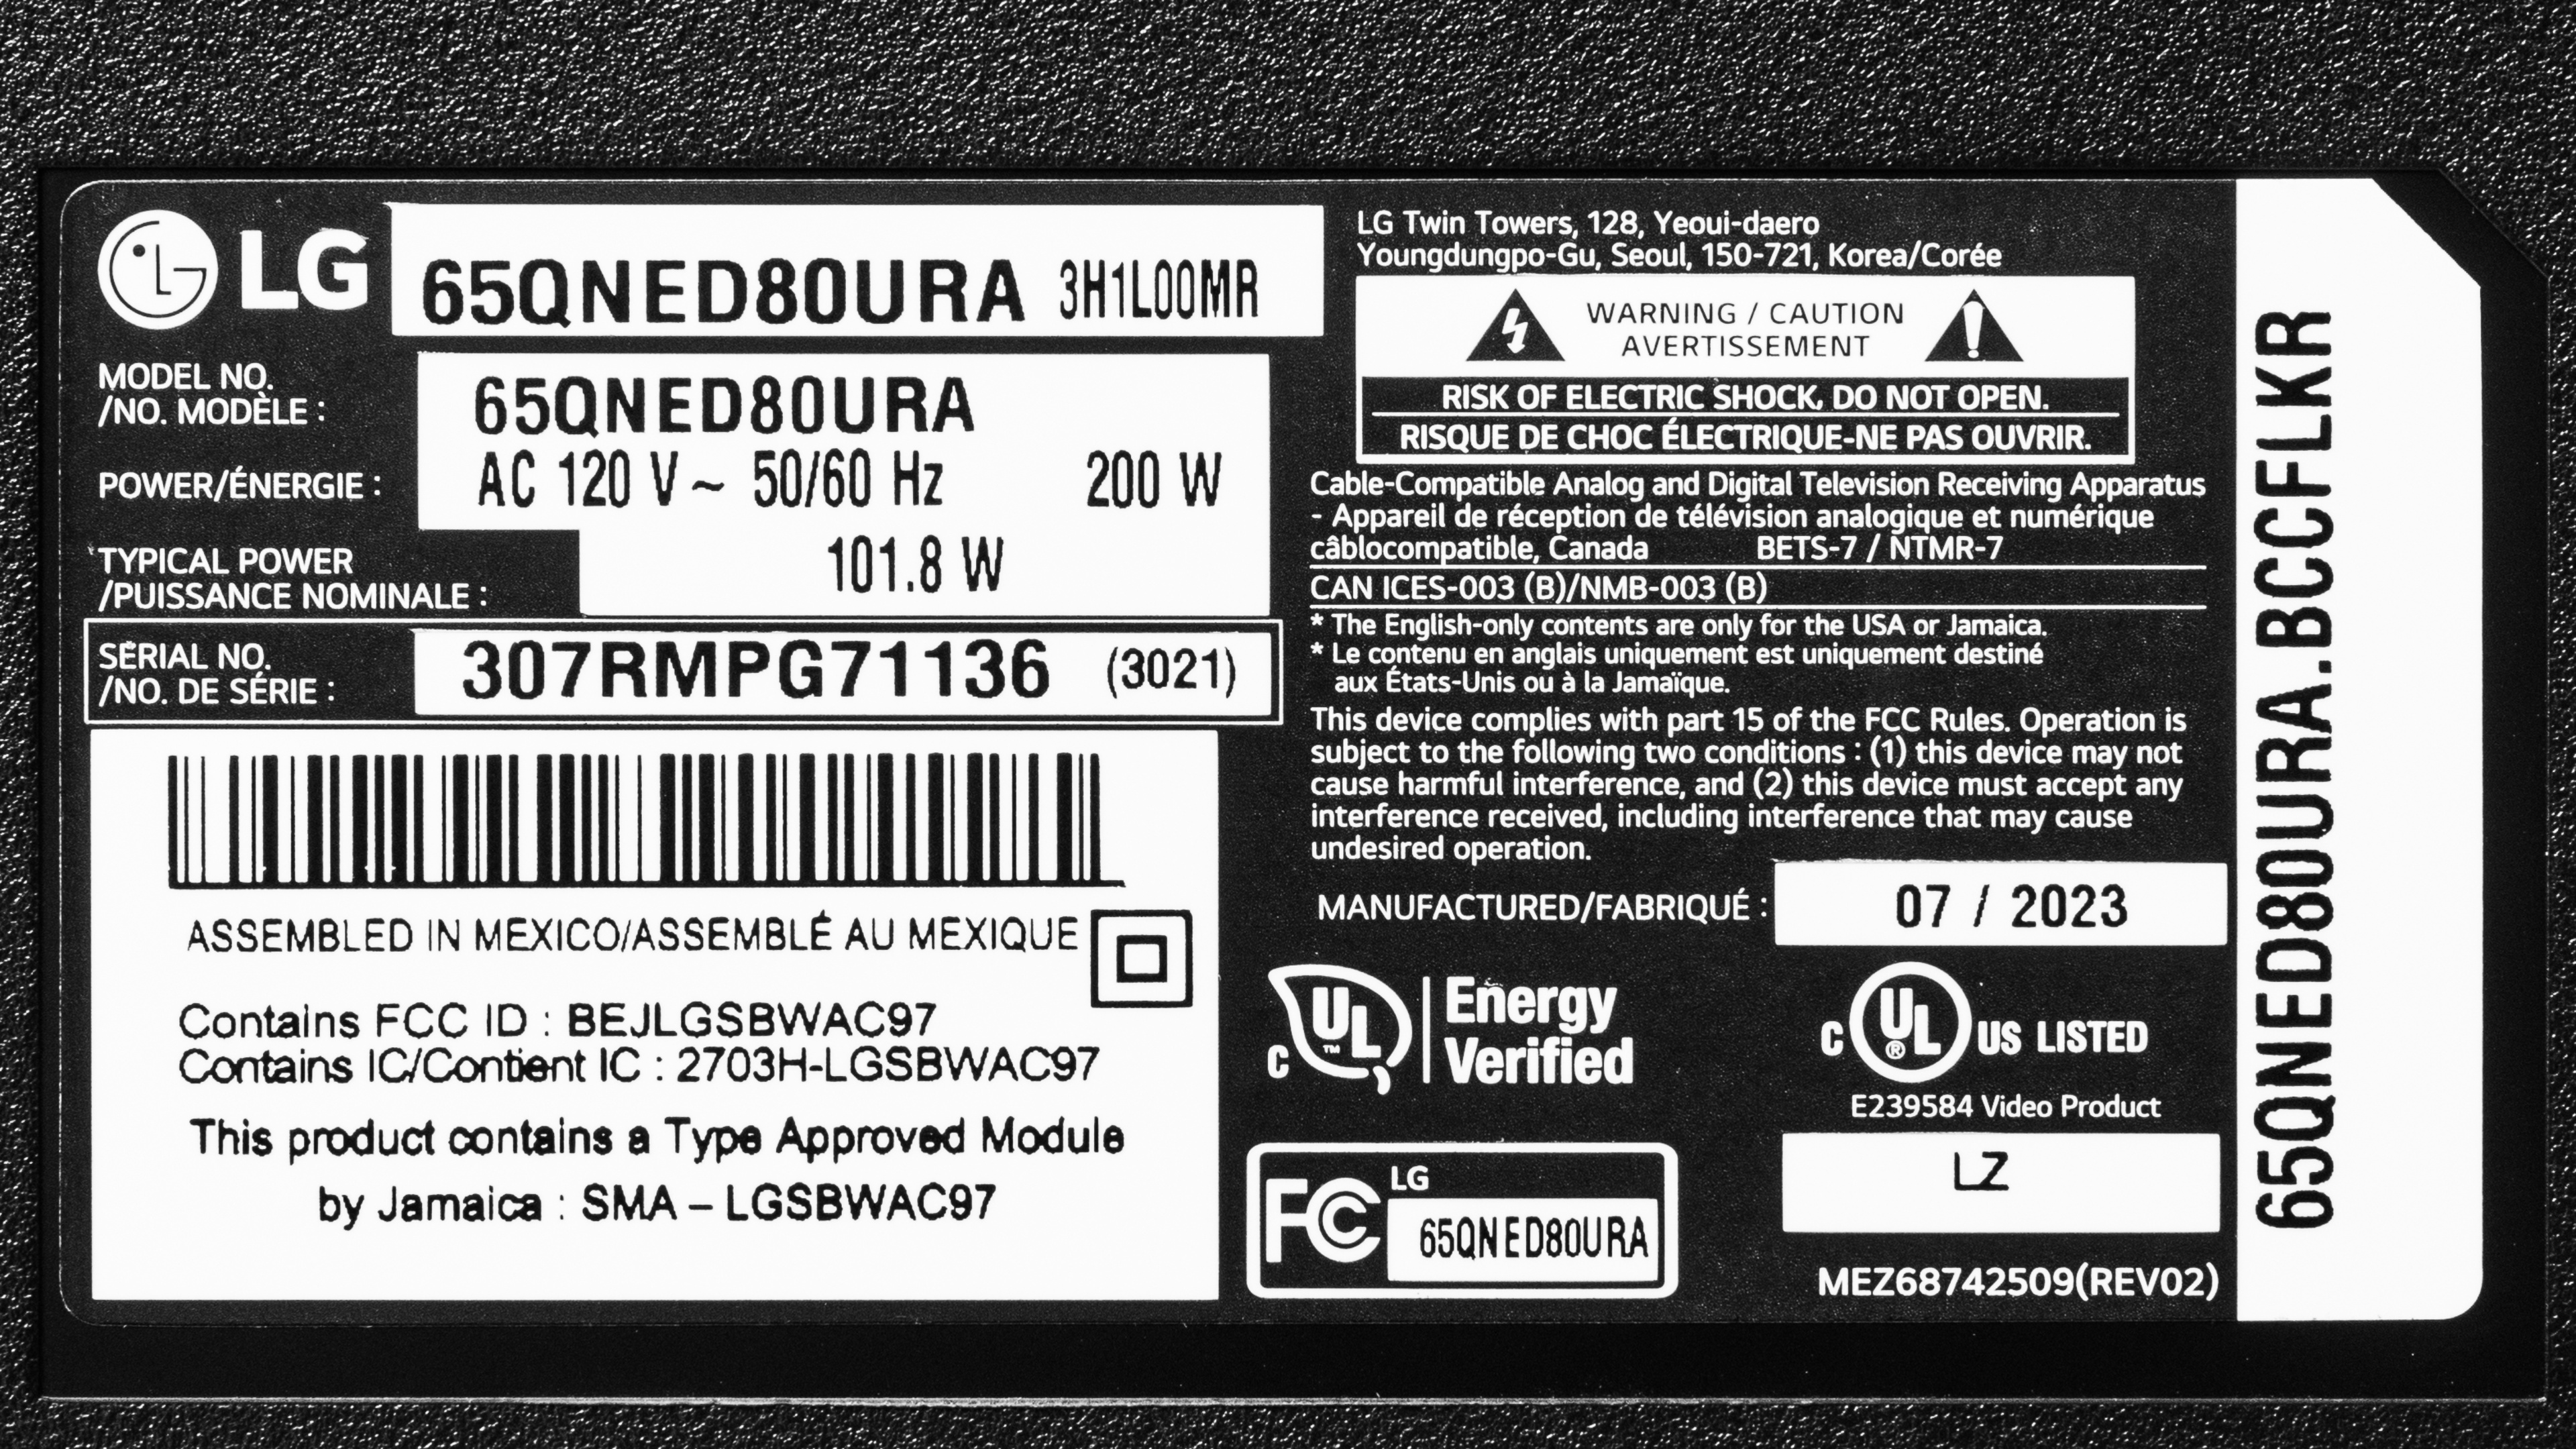 LG
65QNED80URA 3H1L00MR
MODEL NO.
/NO. MODÈLE :
65QNED80URA
POWER/ÉNERGIE :
AC 120 V ~ 50/60 Hz 200 W
TYPICAL POWER
/PUISSANCE NOMINALE :
101.8 W
SERIAL NO.
/NO. DE SÉRIE :
307RMPG71136 (3021)
ASSEMBLED IN MEXICO/ASSEMBLÉ AU MEXIQUE
Contains FCC ID : BEJLGSBWAC97
Contains IC/Contient IC : 2703H-LGSBWAC97
This product contains a Type Approved Module
by Jamaica : SMA – LGSBWAC97
LG Twin Towers, 128, Yeoui-daero
Youngdungpo-Gu, Seoul, 150-721, Korea/Corée
WARNING / CAUTION
AVERTISSEMENT
RISK OF ELECTRIC SHOCK, DO NOT OPEN.
RISQUE DE CHOC ÉLECTRIQUE-NE PAS OUVRIR.
Cable-Compatible Analog and Digital Television Receiving Apparatus
- Appareil de réception de télévision analogique et numérique
câblocompatible, Canada BETS-7 / NTMR-7
CAN ICES-003 (B)/NMB-003 (B)
* The English-only contents are only for the USA or Jamaica.
* Le contenu en anglais uniquement est uniquement destiné
aux États-Unis ou à la Jamaïque.
This device complies with part 15 of the FCC Rules. Operation is
subject to the following two conditions : (1) this device may not
cause harmful interference, and (2) this device must accept any
interference received, including interference that may cause
undesired operation.
MANUFACTURED/FABRIQUÉ : 07 / 2023
C UL ™ Energy
Verified
C UL ® US LISTED
E239584 Video Product
FC LG
65QNED80URA
LZ
MEZ68742509(REV02)
65QNED80URA.BCCFLKR